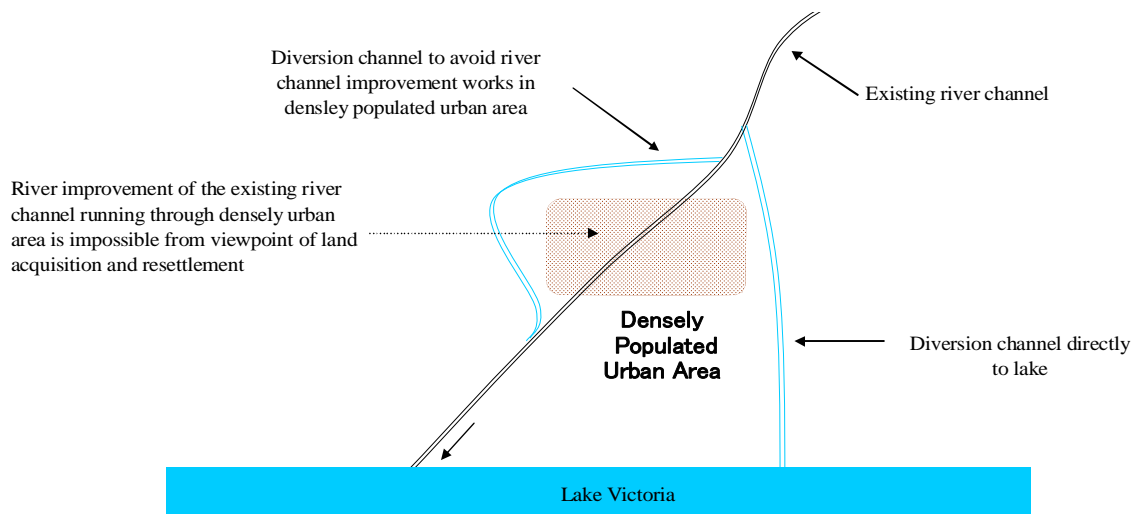 Diversion channel to avoid river
channel improvement works in
densley populated urban area
Existing river channel
River improvement of the existing river
channel running through densely urban
area is impossible from viewpoint of land
acquisition and resettlement
Densely
Populated
Urban Area
Diversion channel directly
to lake
Lake Victoria